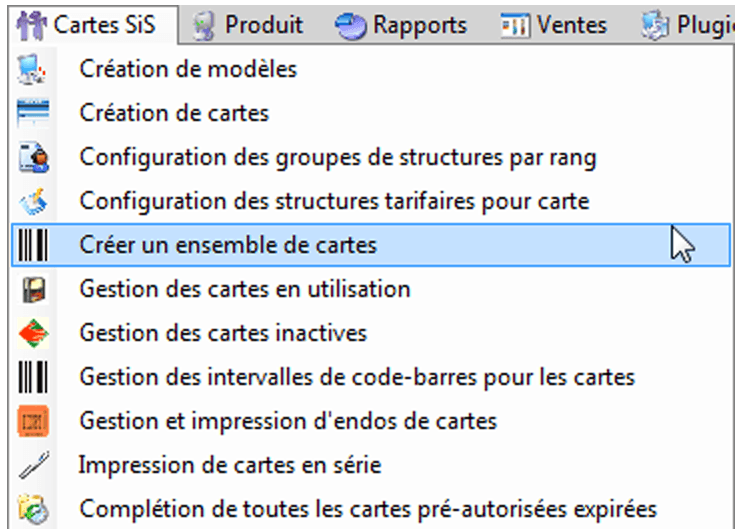 Cartes SiS Produit Rapports Ventes Plugi
Création de modèles
Création de cartes
Configuration des groupes de structures par rang
Configuration des structures tarifaires pour carte
Créer un ensemble de cartes
Gestion des cartes en utilisation
Gestion des cartes inactives
Gestion des intervalles de code-barres pour les cartes
Gestion et impression d'endos de cartes
Impression de cartes en série
Complétion de toutes les cartes pré-autorisées expirées